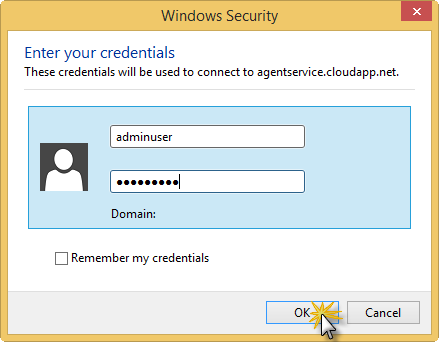 Windows Security
Enter your credentials
These credentials will be used to connect to agentservice.cloudapp.net.
adminuser
●●●●●●●●●
Domain:
Remember my credentials
OK
Cancel